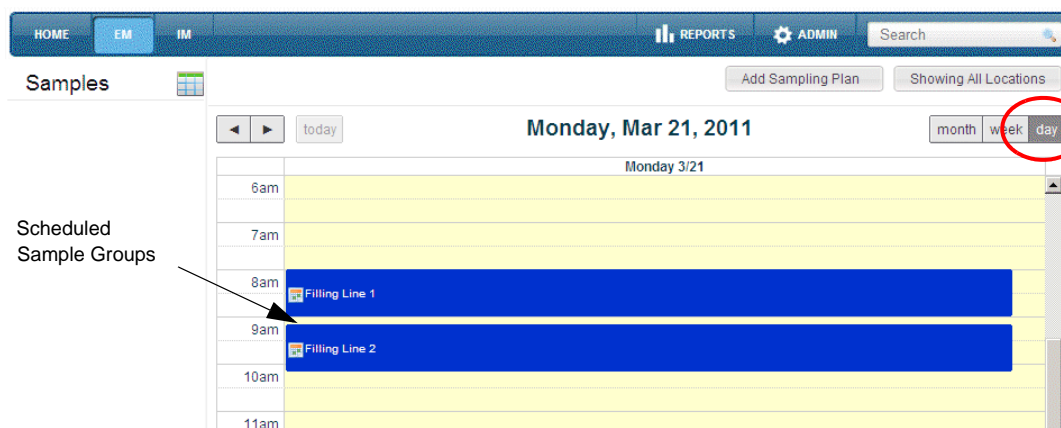 HOME EM IM REPORTS ADMIN Search
Samples
Add Sampling Plan Showing All Locations
today Monday, Mar 21, 2011 month week day
Monday 3/21
6am
7am
Scheduled
Sample Groups
8am
Filling Line 1
9am
Filling Line 2
10am
11am